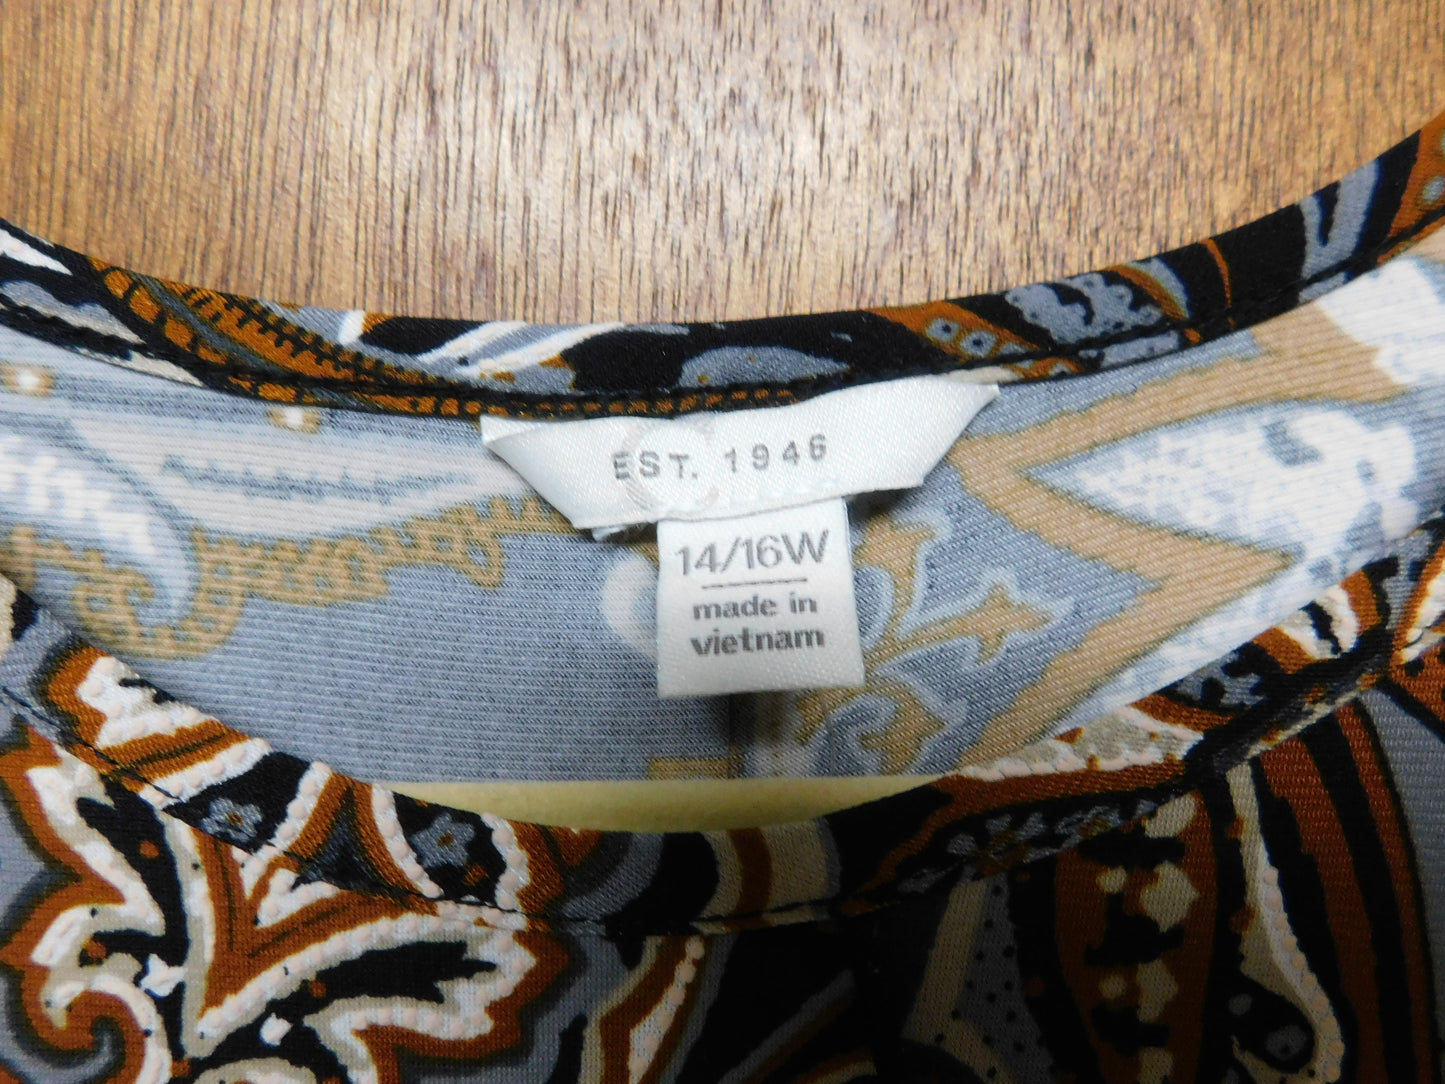 EST. 1946
14/16W
made in
vietnam